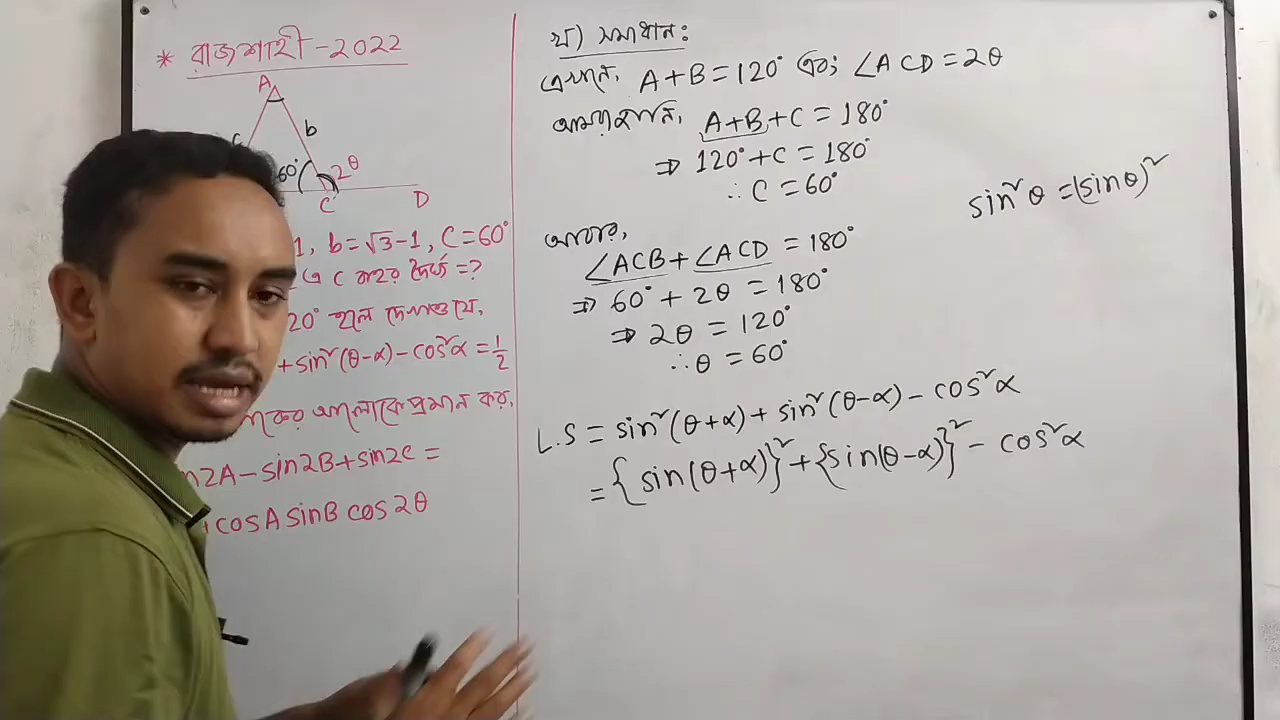 * রাজশাহী-2022
A
c
b
60°
2θ
C
D
1, b=√3-1, C=60°
এ c বাহুর দৈর্ঘ্য =?
20° হলে দেখাও যে,
+sin²(θ-α)-cos²α=1/2
আলোকে প্রমাণ কর,
n2A-sin2B+sin2C=
cosA sinB cos2θ
খ) সমাধান:
এখানে, A+B=120° এবং ∠ACD=2θ
আমরা জানি, A+B+C=180°
⇒ 120°+C=180°
∴ C=60°
sin²θ=(sinθ)²
আবার,
∠ACB+∠ACD=180°
⇒ 60°+2θ=180°
⇒ 2θ=120°
∴ θ=60°
L.S = sin²(θ+α)+sin²(θ-α)-cos²α
= {sin(θ+α)}²+{sin(θ-α)}²-cos²α